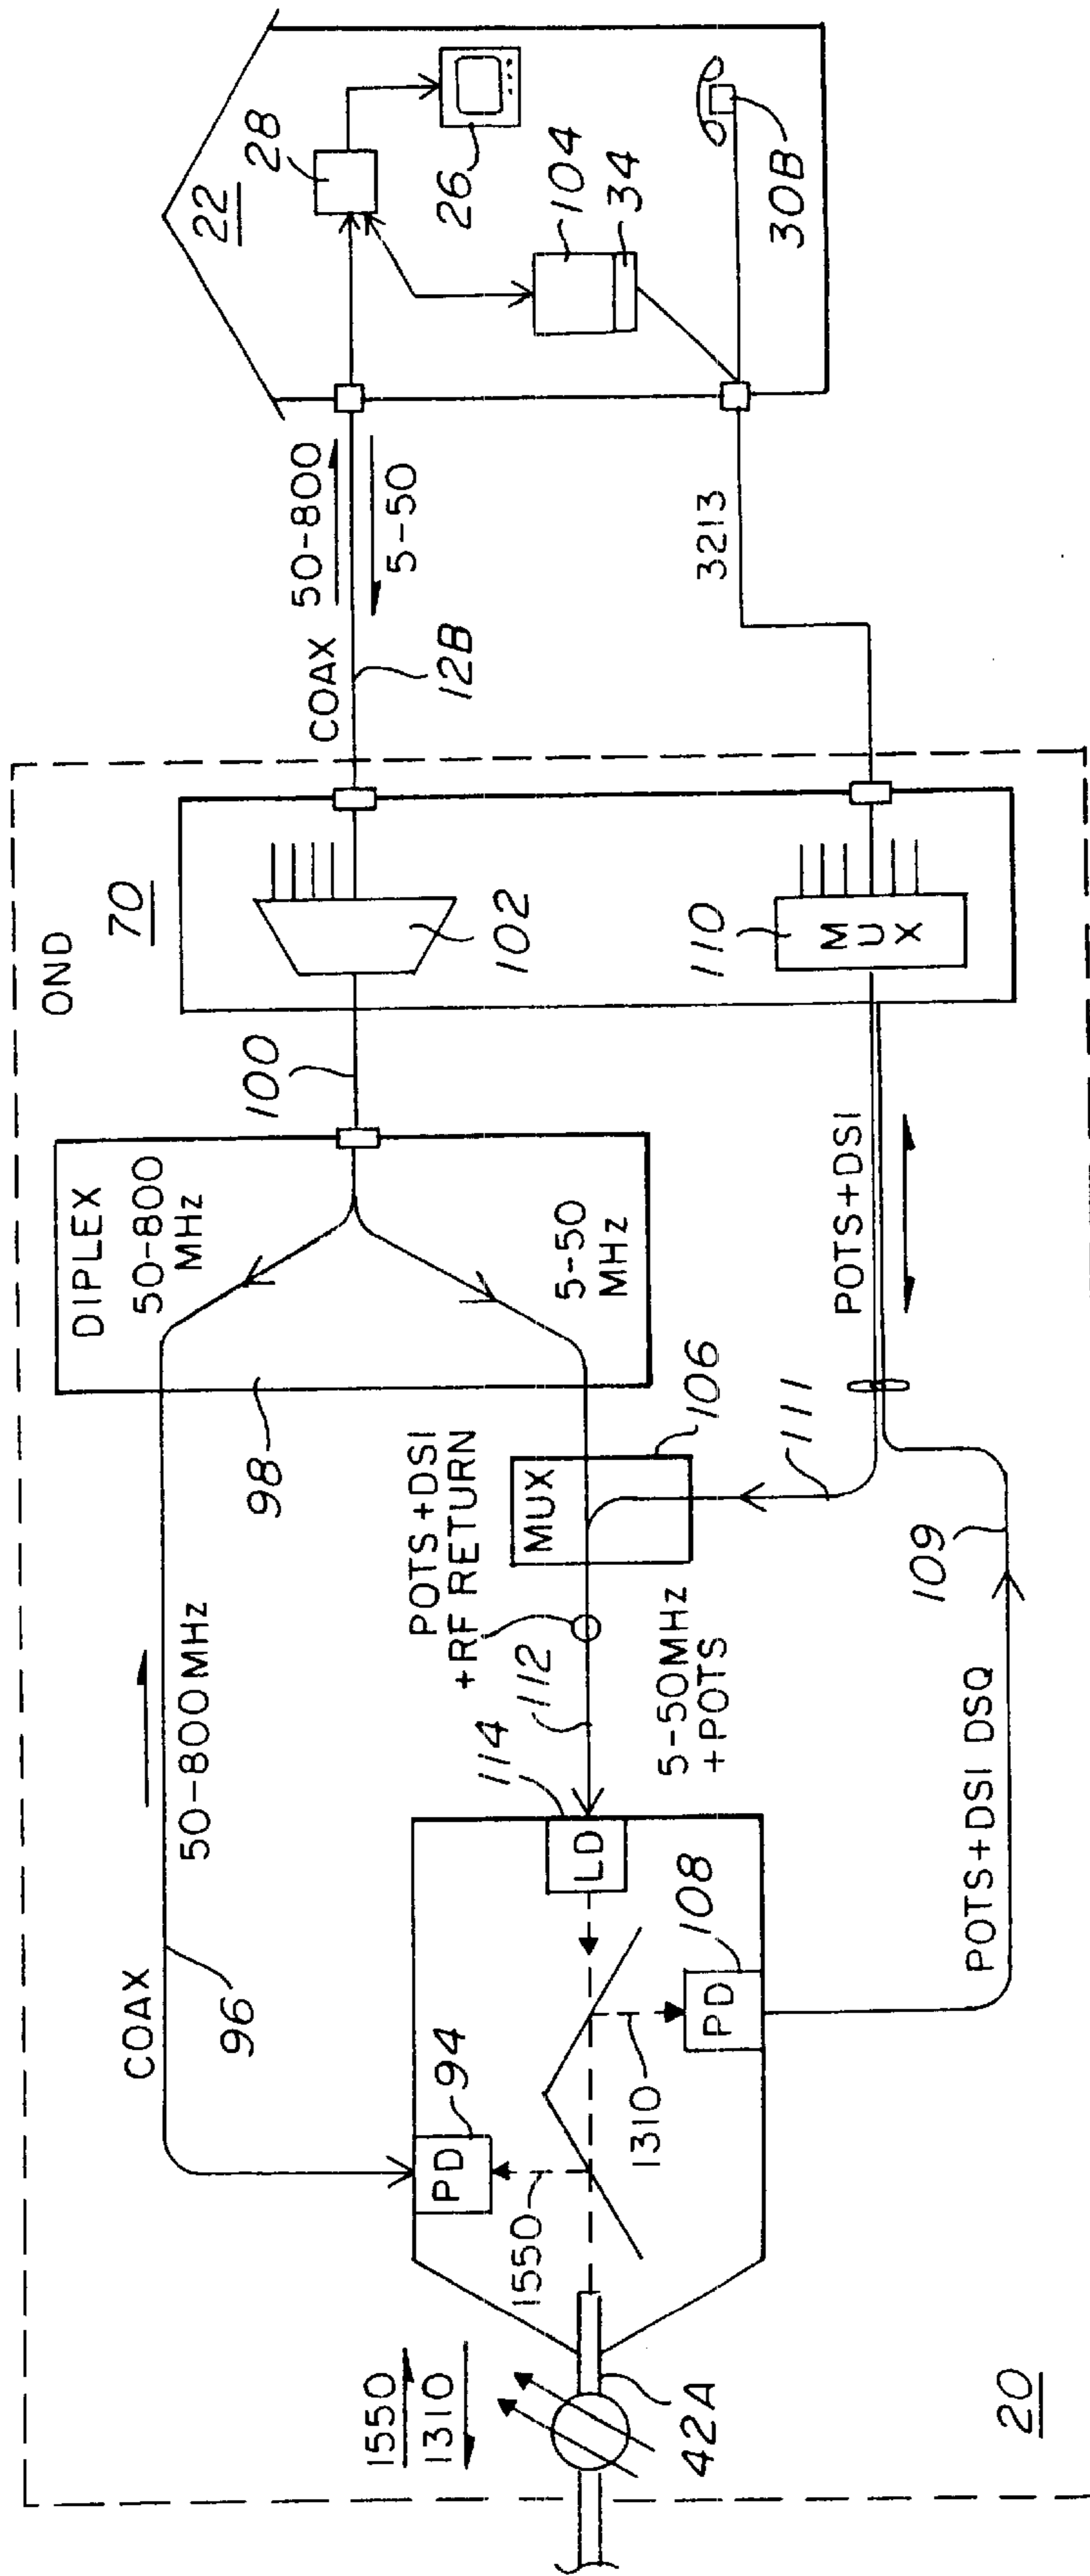 OND
70
DIPLEX
50-800
MHz
5-50
MHz
98
100
102
110
MUX
COAX
50-800
5-50
12B
3213
22
28
26
104
34
30B
COAX
96
50-800MHz
POTS+DSI
+RF RETURN
MUX
106
112
114
5-50MHz
+POTS
111
POTS+DSI
109
POTS+DSI DSQ
LD
PD
94
PD
108
1550
1310
1550
1310
42A
20